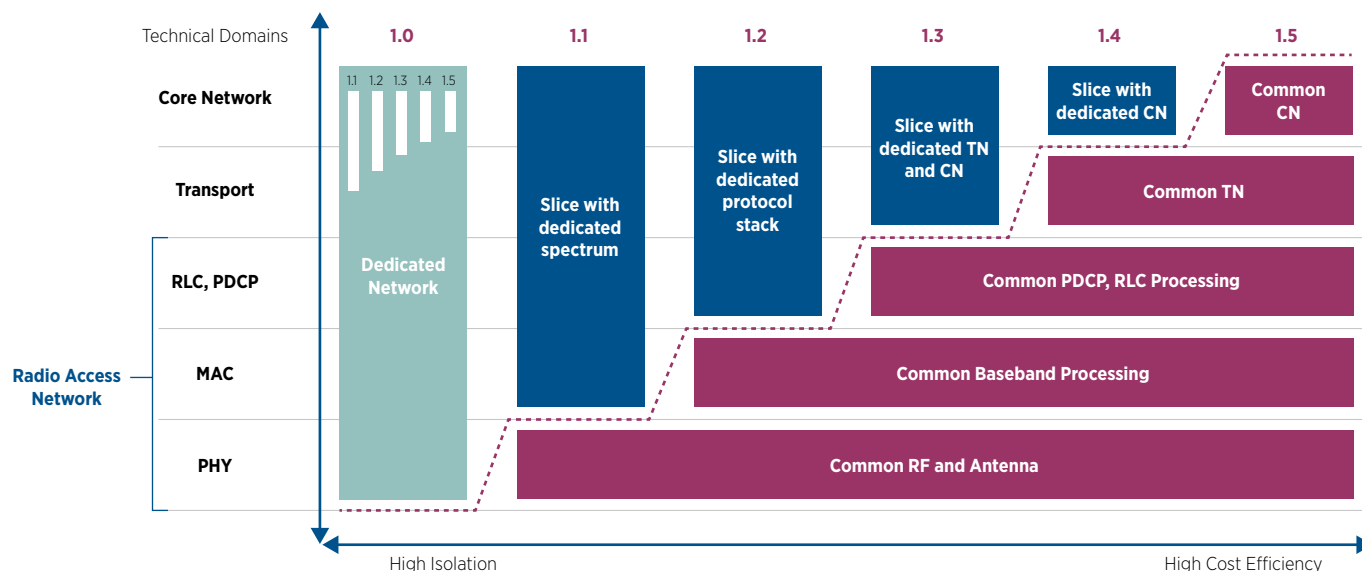 Technical Domains
1.0
1.1
1.2
1.3
1.4
1.5
1.1 1.2 1.3 1.4 1.5
Core Network
Transport
RLC, PDCP
MAC
PHY
Radio Access
Network
Dedicated
Network
Slice with
dedicated
spectrum
Slice with
dedicated
protocol
stack
Slice with
dedicated TN
and CN
Slice with
dedicated CN
Common
CN
Common TN
Common PDCP, RLC Processing
Common Baseband Processing
Common RF and Antenna
High Isolation
High Cost Efficiency